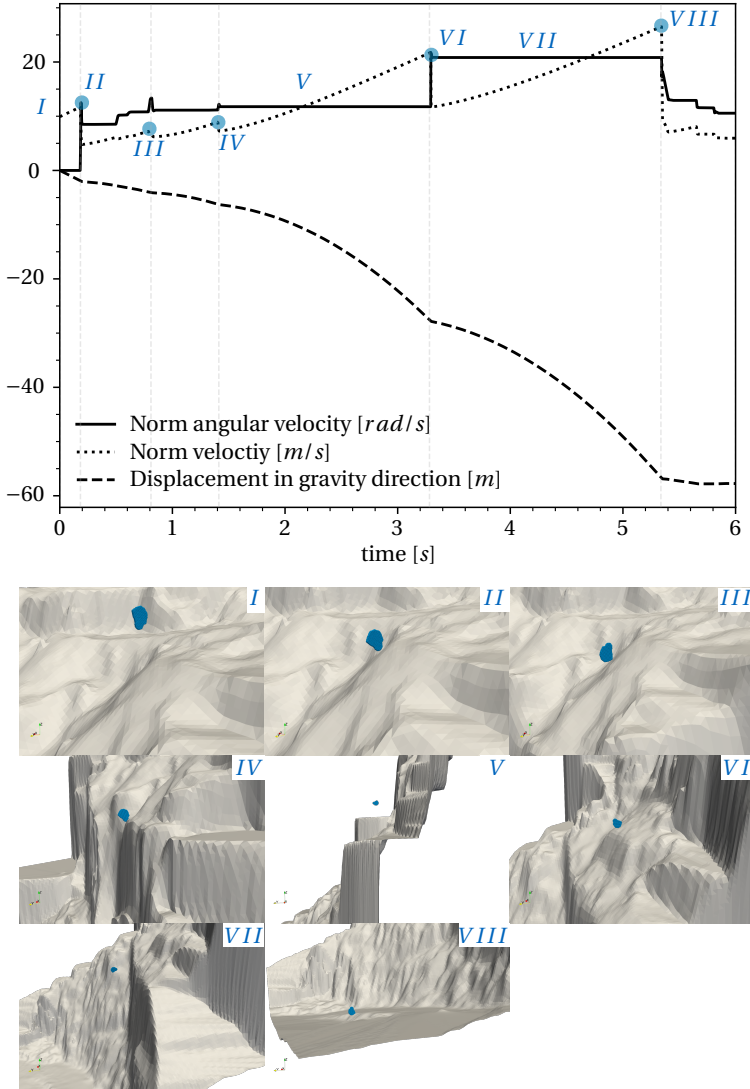 20
10
0
−20
−40
−60
I
II
III
IV
V
VI
VII
VIII
Norm angular velocity [rad/s]
Norm veloctiy [m/s]
Displacement in gravity direction [m]
0 1 2 3 4 5 6
time [s]
I II III
IV V VI
VII VIII